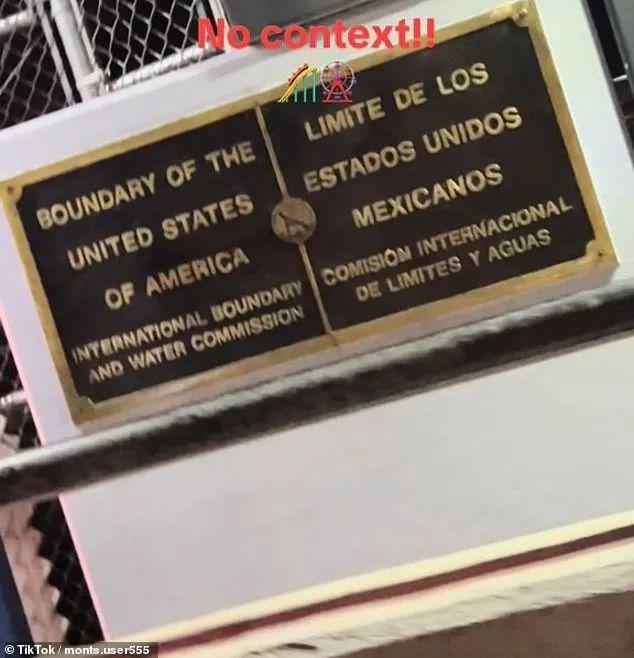 No context!!
BOUNDARY OF THE
UNITED STATES
OF AMERICA
INTERNATIONAL BOUNDARY
AND WATER COMMISSION
LIMITE DE LOS
ESTADOS UNIDOS
MEXICANOS
COMISION INTERNACIONAL
DE LIMITES Y AGUAS
TikTok / monts.user555